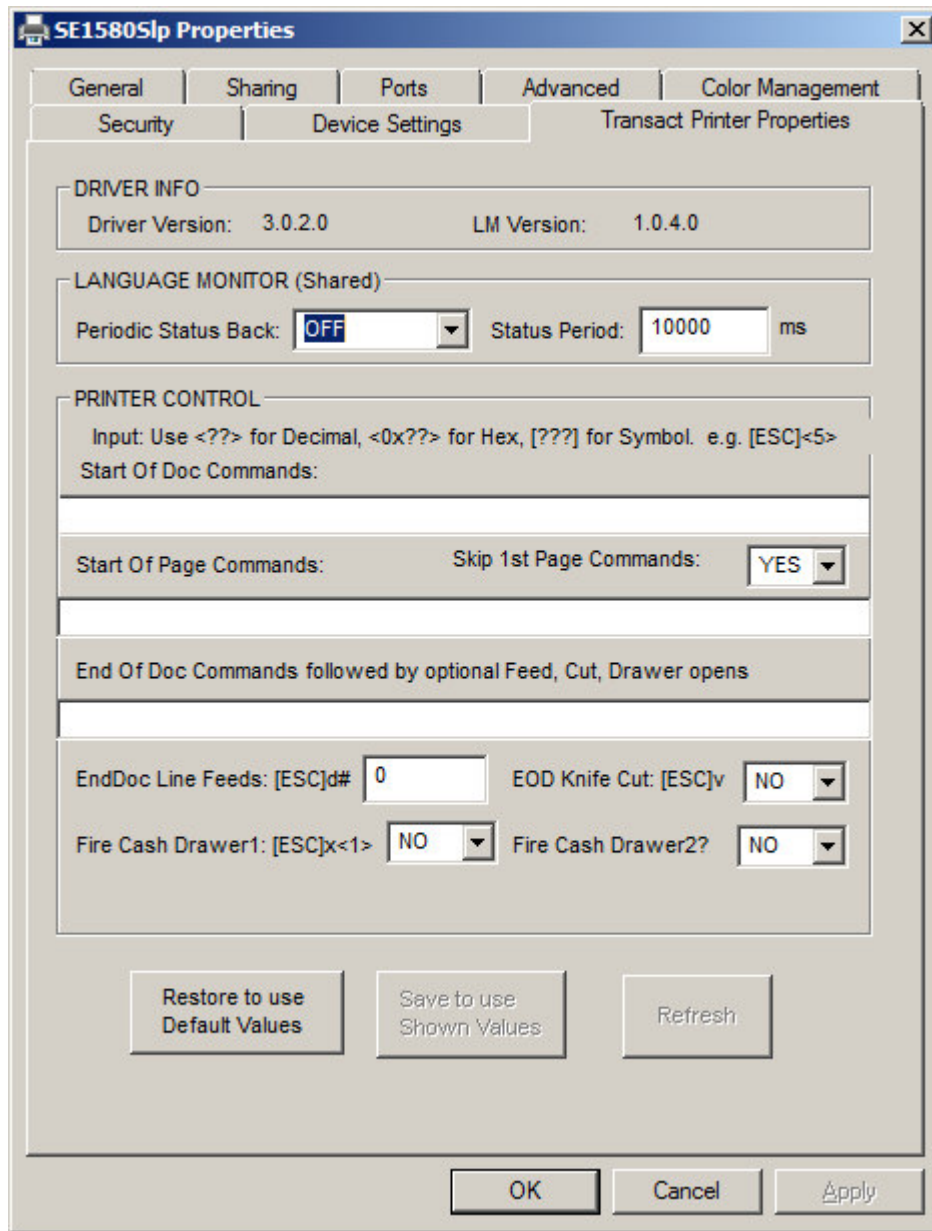 SE1580Slp Properties
General Sharing Ports Advanced Color Management
Security Device Settings Transact Printer Properties
DRIVER INFO
Driver Version: 3.0.2.0 LM Version: 1.0.4.0
LANGUAGE MONITOR (Shared)
Periodic Status Back: OFF Status Period: 10000 ms
PRINTER CONTROL
Input: Use <??> for Decimal, <0x??> for Hex, [???] for Symbol. e.g. [ESC]<5>
Start Of Doc Commands:
Start Of Page Commands: Skip 1st Page Commands: YES
End Of Doc Commands followed by optional Feed, Cut, Drawer opens
EndDoc Line Feeds: [ESC]d# 0 EOD Knife Cut: [ESC]v NO
Fire Cash Drawer1: [ESC]x<1> NO Fire Cash Drawer2? NO
Restore to use
Default Values
Save to use
Shown Values
Refresh
OK Cancel Apply